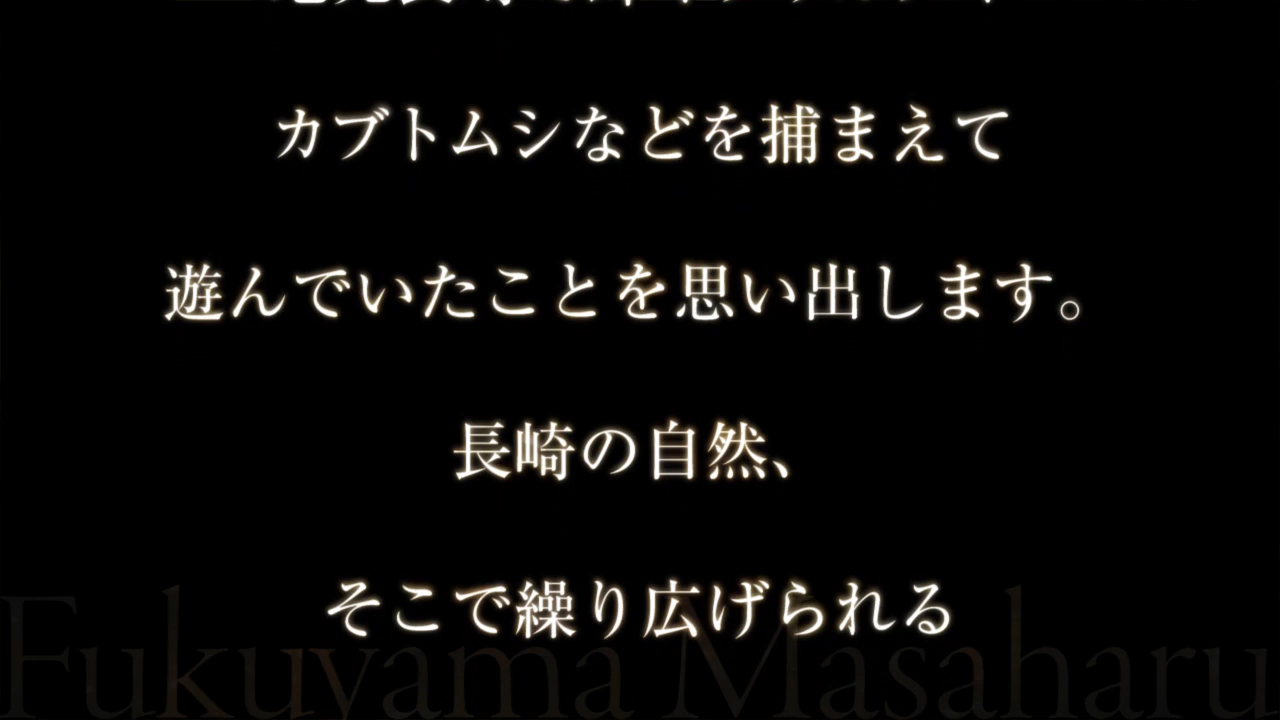 カブトムシなどを捕まえて
遊んでいたことを思い出します。
長崎の自然、
そこで繰り広げられる
Fukuyama Masaharu